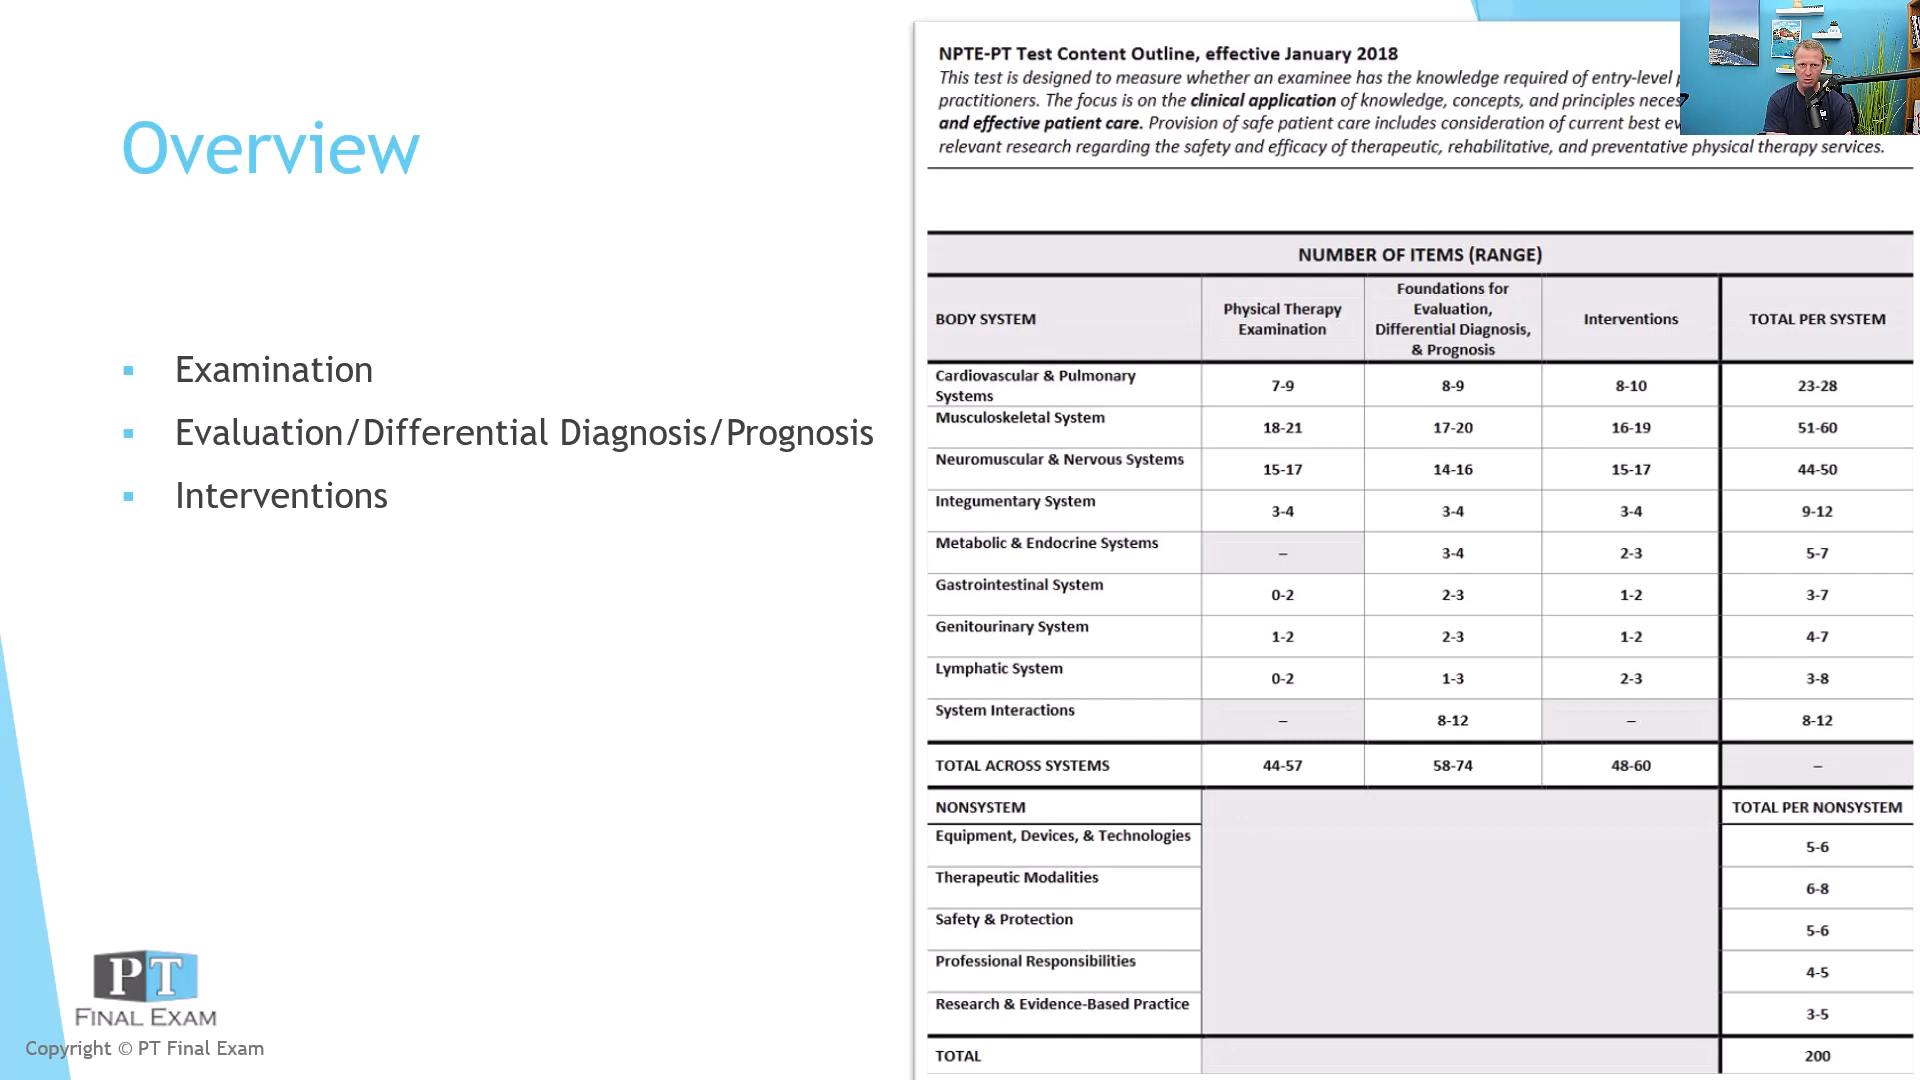 Overview
▪ Examination
▪ Evaluation/Differential Diagnosis/Prognosis
▪ Interventions
PT
FINAL EXAM
Copyright © PT Final Exam
NPTE-PT Test Content Outline, effective January 2018
This test is designed to measure whether an examinee has the knowledge required of entry-level
practitioners. The focus is on the clinical application of knowledge, concepts, and principles
and effective patient care. Provision of safe patient care includes consideration of current best
relevant research regarding the safety and efficacy of therapeutic, rehabilitative, and preventative physical therapy services.
NUMBER OF ITEMS (RANGE)
BODY SYSTEM Physical Therapy Examination Foundations for Evaluation, Differential Diagnosis, & Prognosis Interventions TOTAL PER SYSTEM
Cardiovascular & Pulmonary Systems 7-9 8-9 8-10 23-28
Musculoskeletal System 18-21 17-20 16-19 51-60
Neuromuscular & Nervous Systems 15-17 14-16 15-17 44-50
Integumentary System 3-4 3-4 3-4 9-12
Metabolic & Endocrine Systems – 3-4 2-3 5-7
Gastrointestinal System 0-2 2-3 1-2 3-7
Genitourinary System 1-2 2-3 1-2 4-7
Lymphatic System 0-2 1-3 2-3 3-8
System Interactions – 8-12 – 8-12
TOTAL ACROSS SYSTEMS 44-57 58-74 48-60 –
NONSYSTEM TOTAL PER NONSYSTEM
Equipment, Devices, & Technologies 5-6
Therapeutic Modalities 6-8
Safety & Protection 5-6
Professional Responsibilities 4-5
Research & Evidence-Based Practice 3-5
TOTAL 200